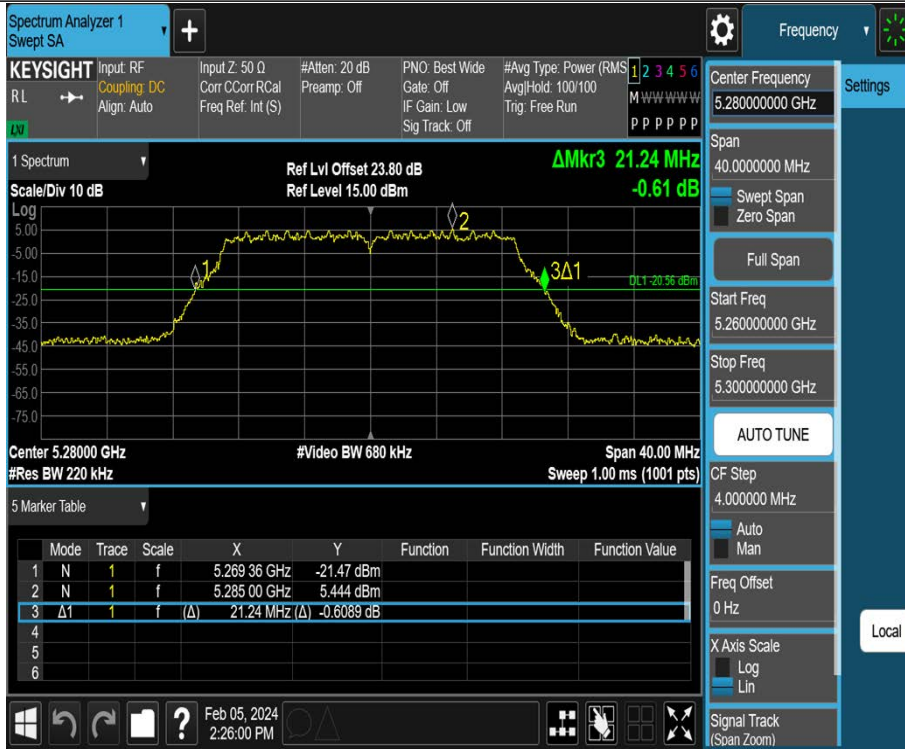 Spectrum Analyzer 1
Swept SA
+
Frequency
KEYSIGHT
R L
LXI
Input: RF
Coupling: DC
Align: Auto
Input Z: 50 Ω
Corr CCorr RCal
Freq Ref: Int (S)
#Atten: 20 dB
Preamp: Off
PNO: Best Wide
Gate: Off
IF Gain: Low
Sig Track: Off
#Avg Type: Power (RMS
Avg|Hold: 100/100
Trig: Free Run
1 2 3 4 5 6
M W W W W W
P P P P P P
1 Spectrum
Scale/Div 10 dB
Ref Lvl Offset 23.80 dB
Ref Level 15.00 dBm
ΔMkr3 21.24 MHz
-0.61 dB
Log
5.00
-5.00
-15.0
-25.0
-35.0
-45.0
-55.0
-65.0
-75.0
1
2
3Δ1
DL1 -20.56 dBm
Center 5.28000 GHz
#Res BW 220 kHz
#Video BW 680 kHz
Span 40.00 MHz
Sweep 1.00 ms (1001 pts)
5 Marker Table
Mode Trace Scale X Y Function Function Width Function Value
1 N 1 f 5.269 36 GHz -21.47 dBm
2 N 1 f 5.285 00 GHz 5.444 dBm
3 Δ1 1 f (Δ) 21.24 MHz (Δ) -0.6089 dB
4
5
6
?
Feb 05, 2024
2:26:00 PM
Center Frequency
5.280000000 GHz
Span
40.0000000 MHz
Swept Span
Zero Span
Full Span
Start Freq
5.260000000 GHz
Stop Freq
5.300000000 GHz
AUTO TUNE
CF Step
4.000000 MHz
Auto
Man
Freq Offset
0 Hz
X Axis Scale
Log
Lin
Signal Track
(Span Zoom)
Settings
Local